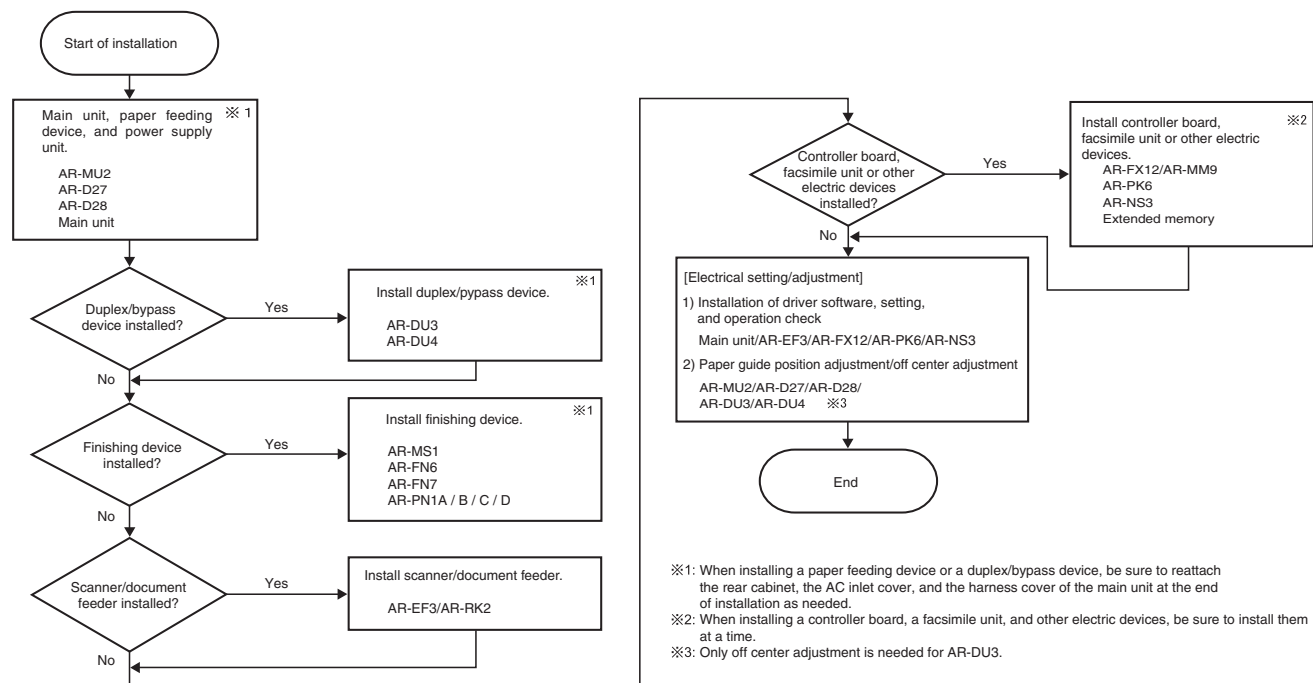 Start of installation
Main unit, paper feeding ※ 1
device, and power supply
unit.
AR-MU2
AR-D27
AR-D28
Main unit
Duplex/bypass
device installed?
Yes
No
※1
Install duplex/pypass device.
AR-DU3
AR-DU4
Finishing device
installed?
Yes
No
※1
Install finishing device.
AR-MS1
AR-FN6
AR-FN7
AR-PN1A / B / C / D
Scanner/document
feeder installed?
Yes
No
Install scanner/document feeder.
AR-EF3/AR-RK2
Controller board,
facsimile unit or other
electric devices
installed?
Yes
No
Install controller board, ※2
facsimile unit or other electric
devices.
AR-FX12/AR-MM9
AR-PK6
AR-NS3
Extended memory
[Electrical setting/adjustment]
1) Installation of driver software, setting,
and operation check
Main unit/AR-EF3/AR-FX12/AR-PK6/AR-NS3
2) Paper guide position adjustment/off center adjustment
AR-MU2/AR-D27/AR-D28/
AR-DU3/AR-DU4 ※3
End
※1: When installing a paper feeding device or a duplex/bypass device, be sure to reattach
the rear cabinet, the AC inlet cover, and the harness cover of the main unit at the end
of installation as needed.
※2: When installing a controller board, a facsimile unit, and other electric devices, be sure to install them
at a time.
※3: Only off center adjustment is needed for AR-DU3.